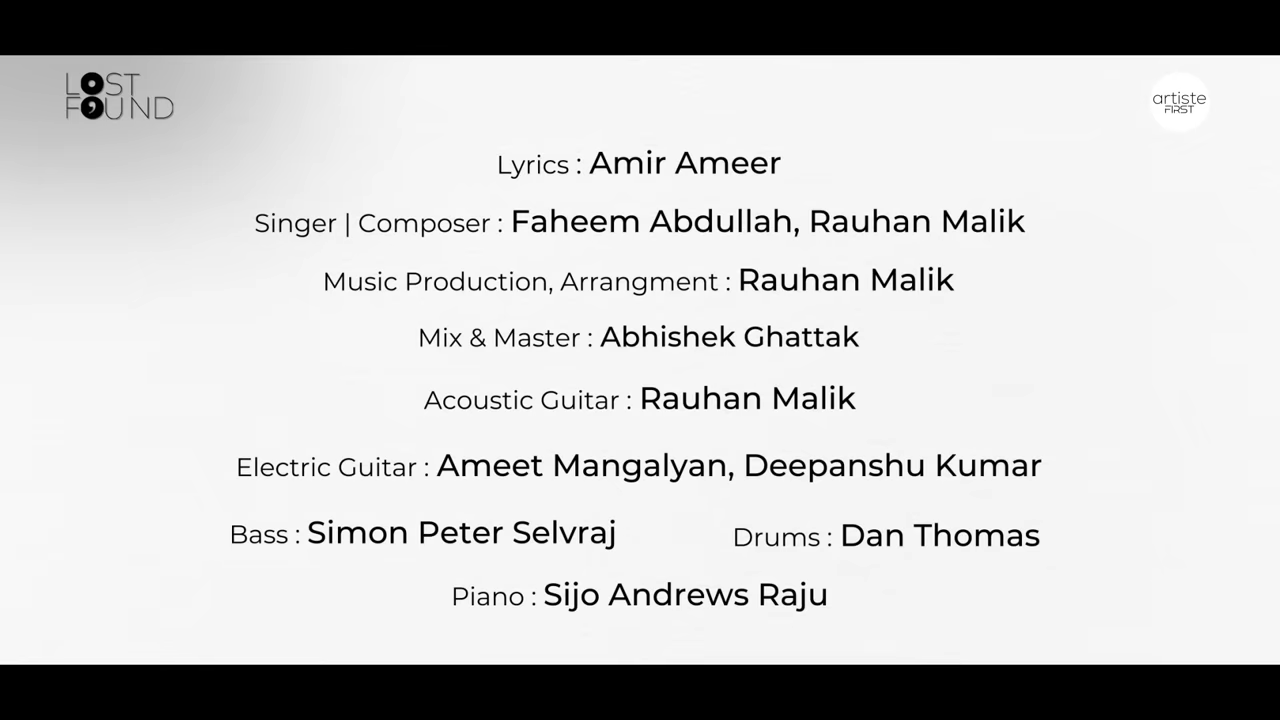 LOST
FOUND
artiste
FIRST
Lyrics : Amir Ameer
Singer | Composer : Faheem Abdullah, Rauhan Malik
Music Production, Arrangment : Rauhan Malik
Mix & Master : Abhishek Ghattak
Acoustic Guitar : Rauhan Malik
Electric Guitar : Ameet Mangalyan, Deepanshu Kumar
Bass : Simon Peter Selvraj
Drums : Dan Thomas
Piano : Sijo Andrews Raju